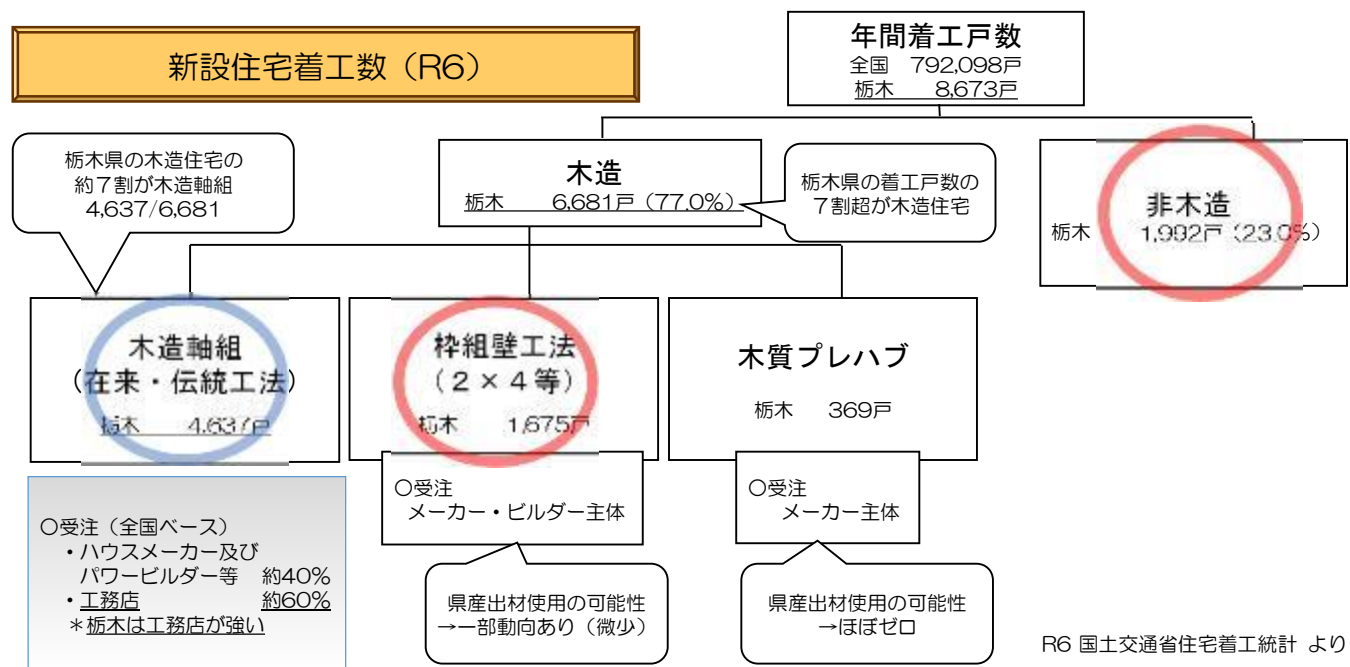 新設住宅着工数（R6）
年間着工戸数
全国　792,098戸
栃木　8,673戸
栃木県の木造住宅の
約７割が木造軸組
4,637/6,681
木造
栃木　6,681戸（77.0%）
栃木県の着工戸数の
７割超が木造住宅
非木造
栃木　1,992戸（23.0%）
木造軸組
（在来・伝統工法）
栃木　4,637戸
枠組壁工法
（２×４等）
栃木　1,675戸
木質プレハブ
栃木　369戸
○受注（全国ベース）
・ハウスメーカー及び
パワービルダー等　約40%
・工務店　約60%
＊栃木は工務店が強い
○受注
メーカー・ビルダー主体
○受注
メーカー主体
県産出材使用の可能性
→一部動向あり（微少）
県産出材使用の可能性
→ほぼゼロ
R6 国土交通省住宅着工統計 より